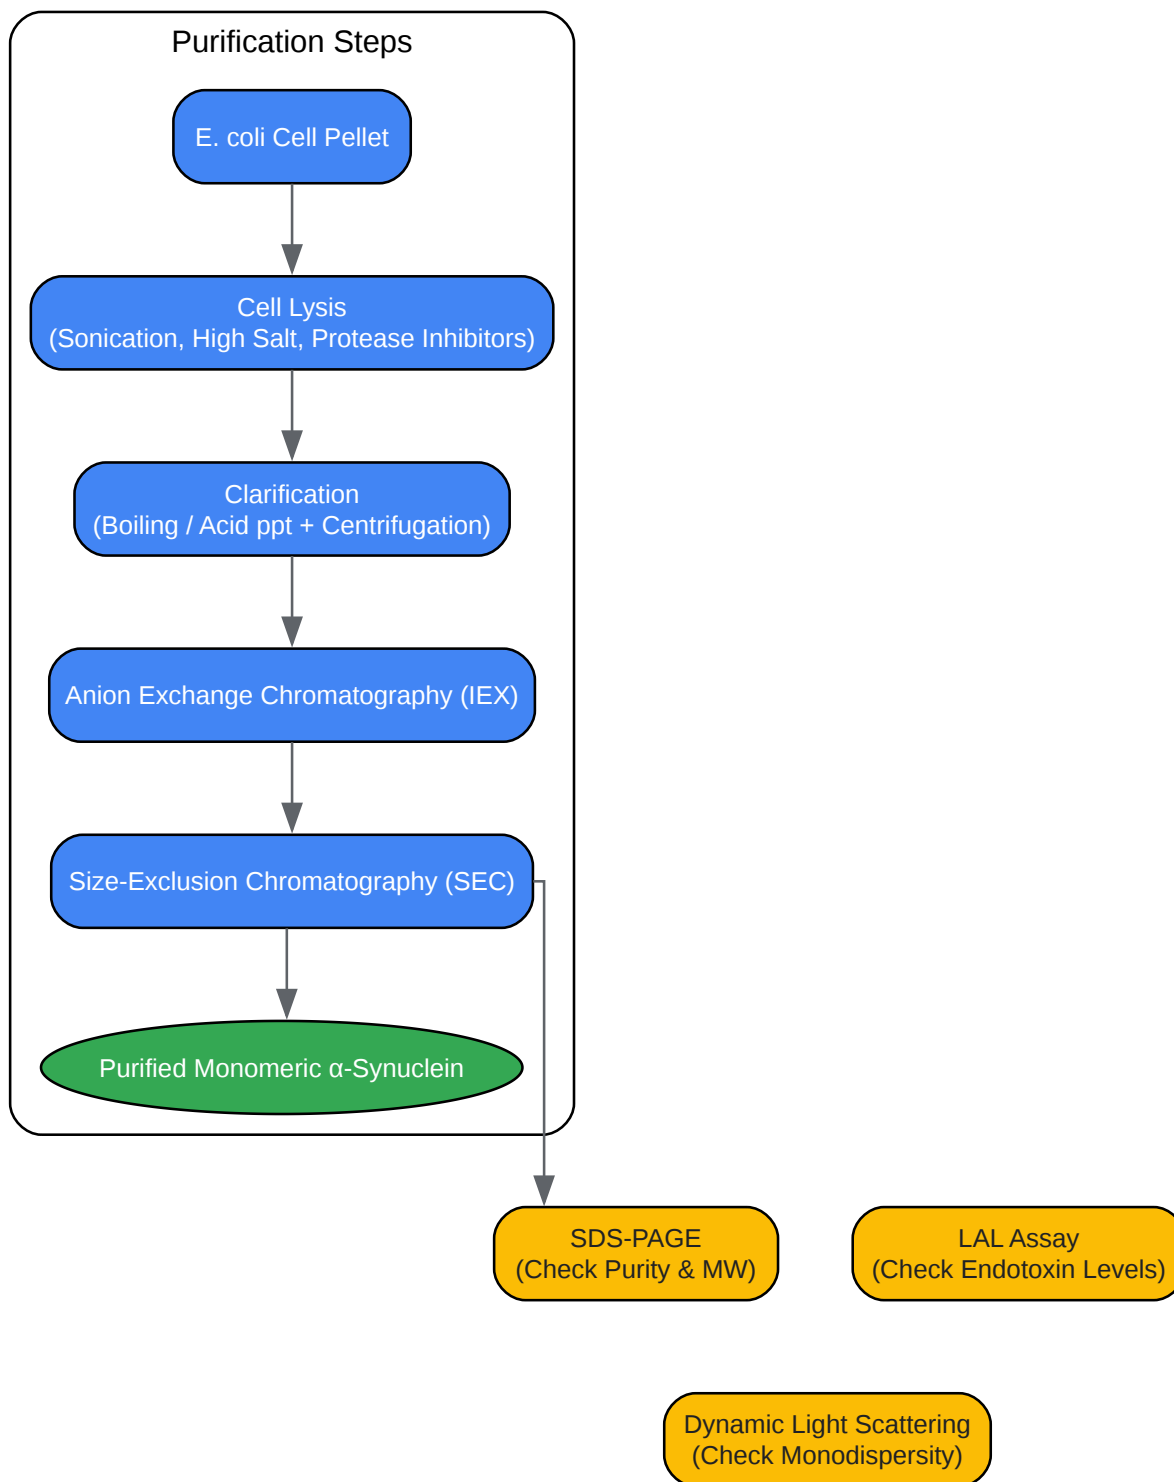 Purification Steps
E. coli Cell Pellet
Cell Lysis
(Sonication, High Salt, Protease Inhibitors)
Clarification
(Boiling / Acid ppt + Centrifugation)
Anion Exchange Chromatography (IEX)
Size-Exclusion Chromatography (SEC)
Purified Monomeric α-Synuclein
SDS-PAGE
(Check Purity & MW)
LAL Assay
(Check Endotoxin Levels)
Dynamic Light Scattering
(Check Monodispersity)